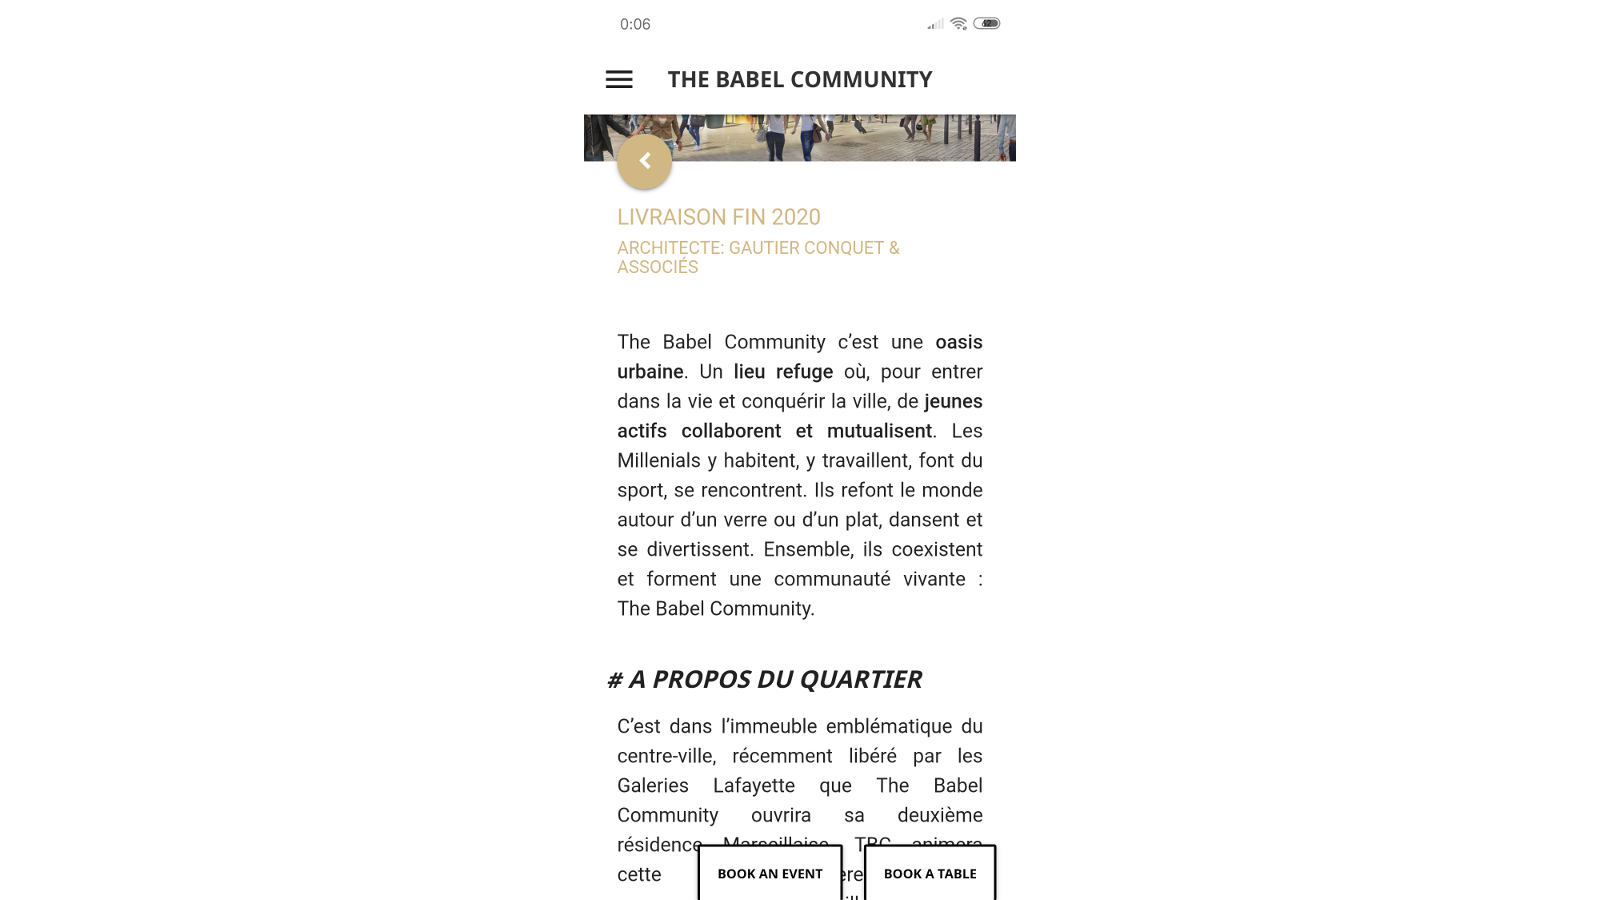 0:06
THE BABEL COMMUNITY
LIVRAISON FIN 2020
ARCHITECTE: GAUTIER CONQUET &
ASSOCIÉS
The Babel Community c’est une oasis
urbaine. Un lieu refuge où, pour entrer
dans la vie et conquérir la ville, de jeunes
actifs collaborent et mutualisent. Les
Millenials y habitent, y travaillent, font du
sport, se rencontrent. Ils refont le monde
autour d’un verre ou d’un plat, dansent et
se divertissent. Ensemble, ils coexistent
et forment une communauté vivante :
The Babel Community.
# A PROPOS DU QUARTIER
C’est dans l’immeuble emblématique du
centre-ville, récemment libéré par les
Galeries Lafayette que The Babel
Community ouvrira sa deuxième
résidence Marseillaise. TBC animera
cette
BOOK AN EVENT
BOOK A TABLE